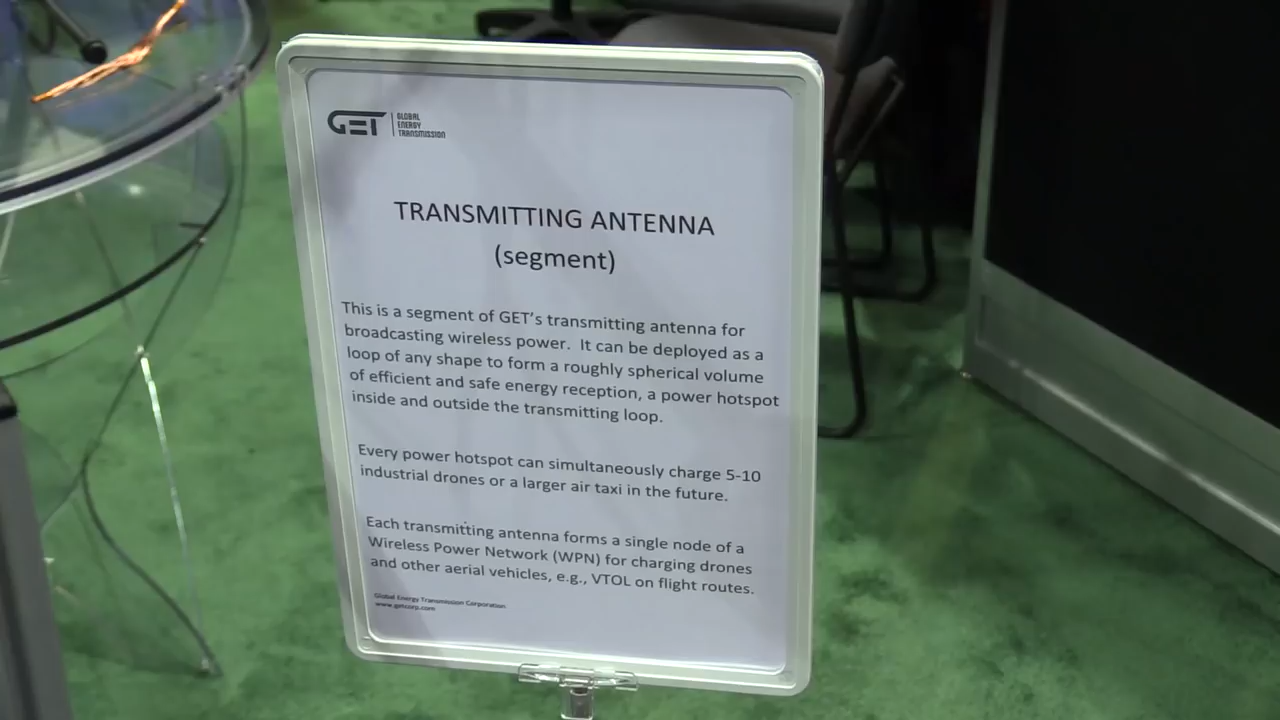 GET GLOBAL
ENERGY
TRANSMISSION
TRANSMITTING ANTENNA
(segment)
This is a segment of GET’s transmitting antenna for
broadcasting wireless power. It can be deployed as a
loop of any shape to form a roughly spherical volume
of efficient and safe energy reception, a power hotspot
inside and outside the transmitting loop.
Every power hotspot can simultaneously charge 5-10
industrial drones or a larger air taxi in the future.
Each transmitting antenna forms a single node of a
Wireless Power Network (WPN) for charging drones
and other aerial vehicles, e.g., VTOL on flight routes.
Global Energy Transmission Corporation
www.getcorp.com